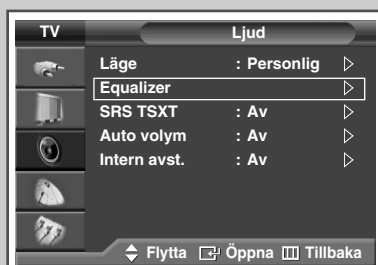 TV Ljud
Läge : Personlig
Equalizer
SRS TSXT : Av
Auto volym : Av
Intern avst. : Av
Flytta Öppna Tillbaka